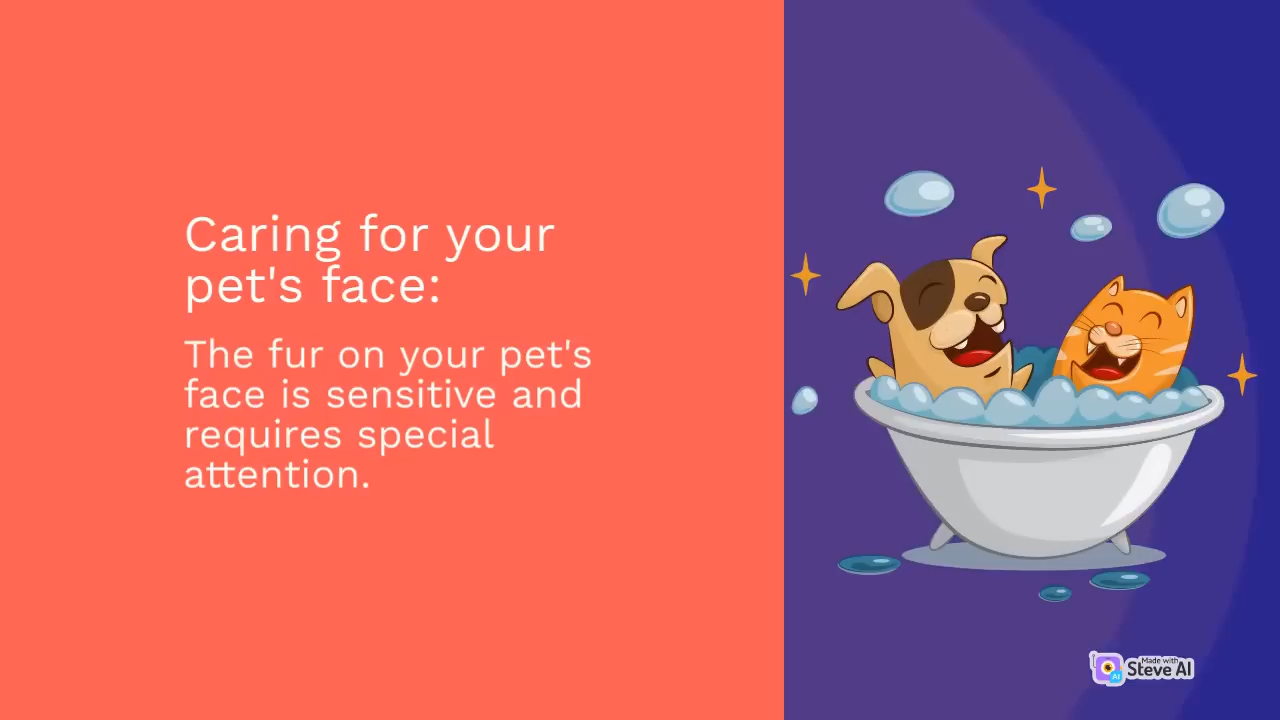 Caring for your
pet's face:
The fur on your pet's
face is sensitive and
requires special
attention.
Made with
Steve AI
AI